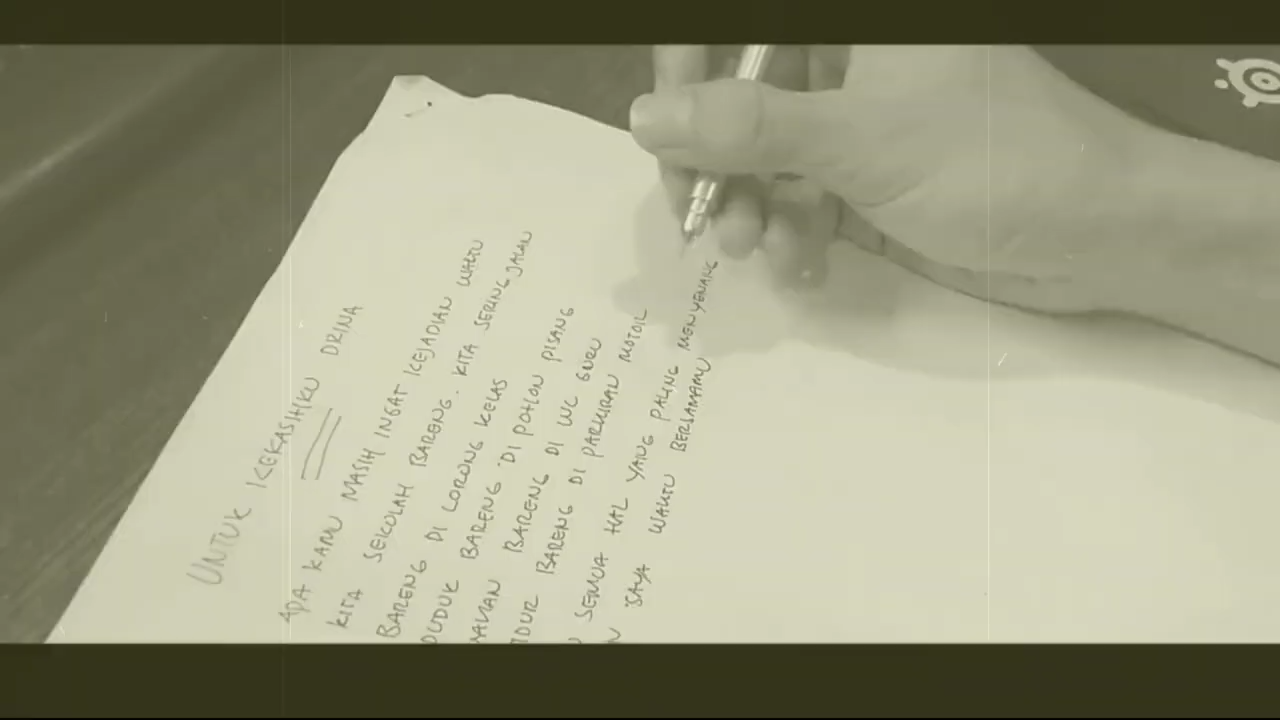 UNTUK KEKASIHKU DRINA
APA KAMU MASIH INGAT KEJADIAN WAKTU
KITA SEKOLAH BARENG. KITA SERING JALAN
BARENG DI LORONG KELAS
DUDUK BARENG DI POHON PISANG
BARENG DI WC GURU
BARENG DI PARKIRAN MOTOR
SEMUA HAL YANG PALING MENYENANG
SAYA WAKTU BERSAMAMU